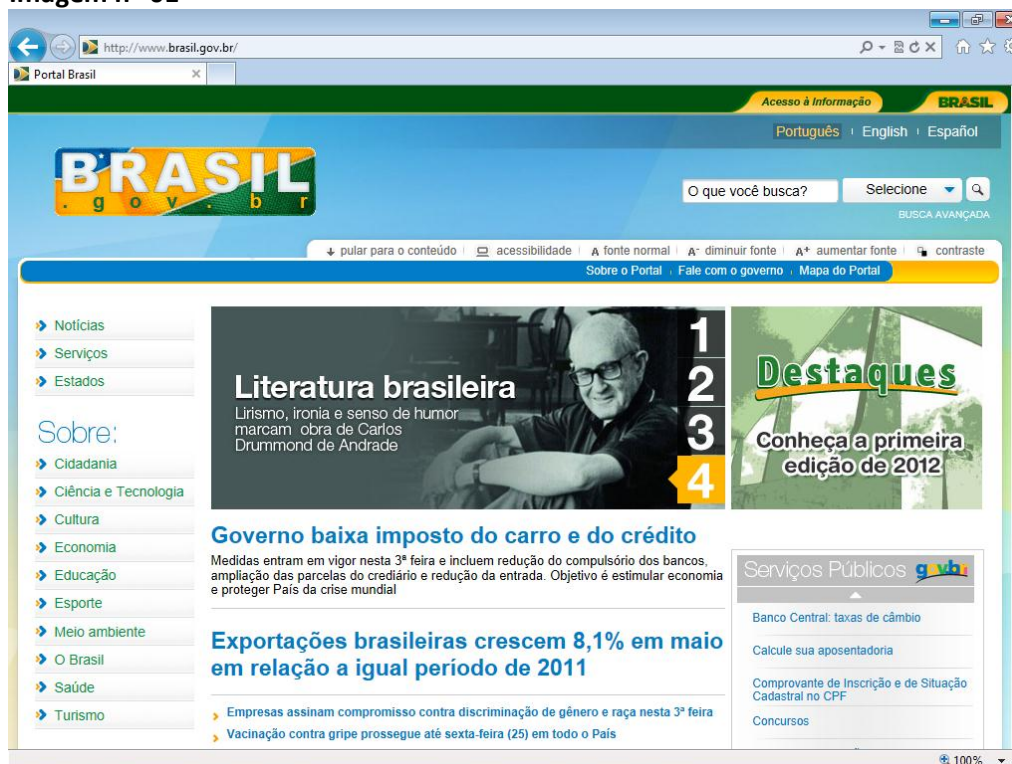 Imagem nº 01
http://www.brasil.gov.br/
Portal Brasil
Acesso à Informação
BRASIL
Português
English
Español
BRASIL
.gov.br
O que você busca?
Selecione
BUSCA AVANÇADA
pular para o conteúdo
acessibilidade
A fonte normal
A- diminuir fonte
A+ aumentar fonte
contraste
Sobre o Portal
Fale com o governo
Mapa do Portal
Notícias
Serviços
Estados
Sobre:
Cidadania
Ciência e Tecnologia
Cultura
Economia
Educação
Esporte
Meio ambiente
O Brasil
Saúde
Turismo
Literatura brasileira
Lirismo, ironia e senso de humor
marcam obra de Carlos
Drummond de Andrade
1
2
3
4
Destaques
Conheça a primeira
edição de 2012
Governo baixa imposto do carro e do crédito
Medidas entram em vigor nesta 3ª feira e incluem redução do compulsório dos bancos,
ampliação das parcelas do crediário e redução da entrada. Objetivo é estimular economia
e proteger País da crise mundial
Exportações brasileiras crescem 8,1% em maio
em relação a igual período de 2011
Empresas assinam compromisso contra discriminação de gênero e raça nesta 3ª feira
Vacinação contra gripe prossegue até sexta-feira (25) em todo o País
Serviços Públicos
Banco Central: taxas de câmbio
Calcule sua aposentadoria
Comprovante de Inscrição e de Situação
Cadastral no CPF
Concursos
100%